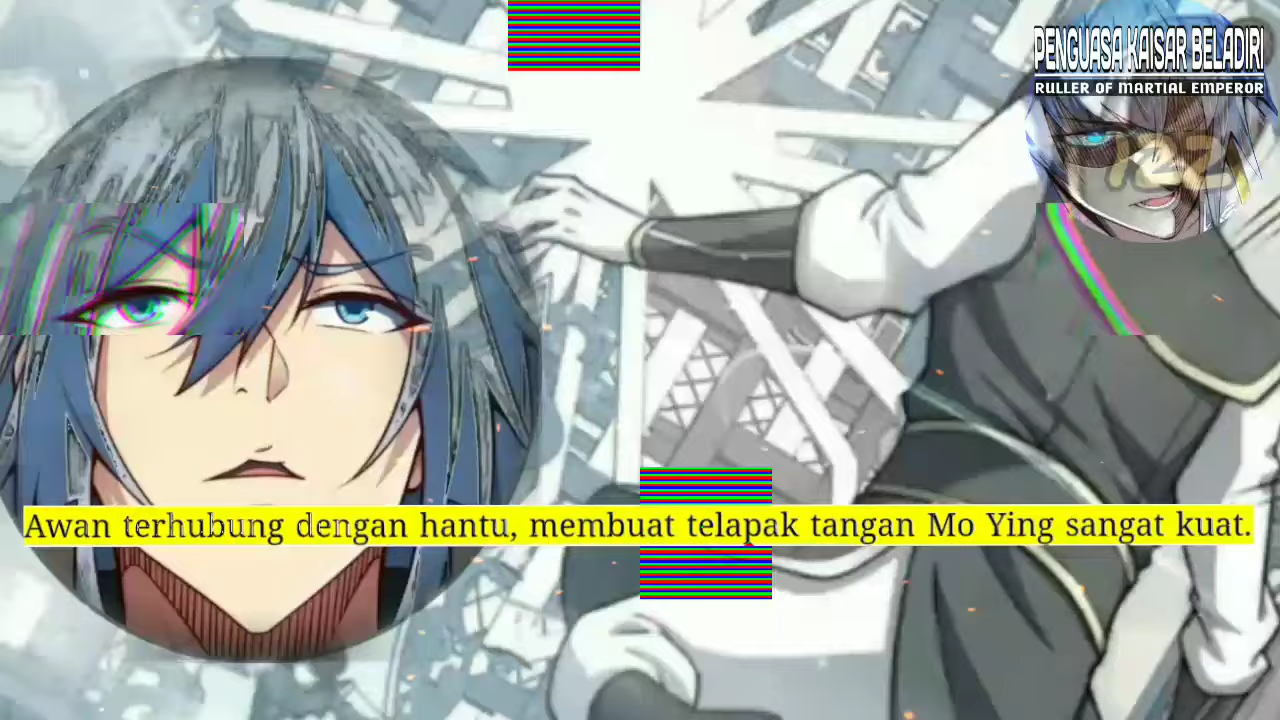 PENGUASA KAISAR BELADIRI
RULLER OF MARTIAL EMPEROR
Awan terhubung dengan hantu, membuat telapak tangan Mo Ying sangat kuat.